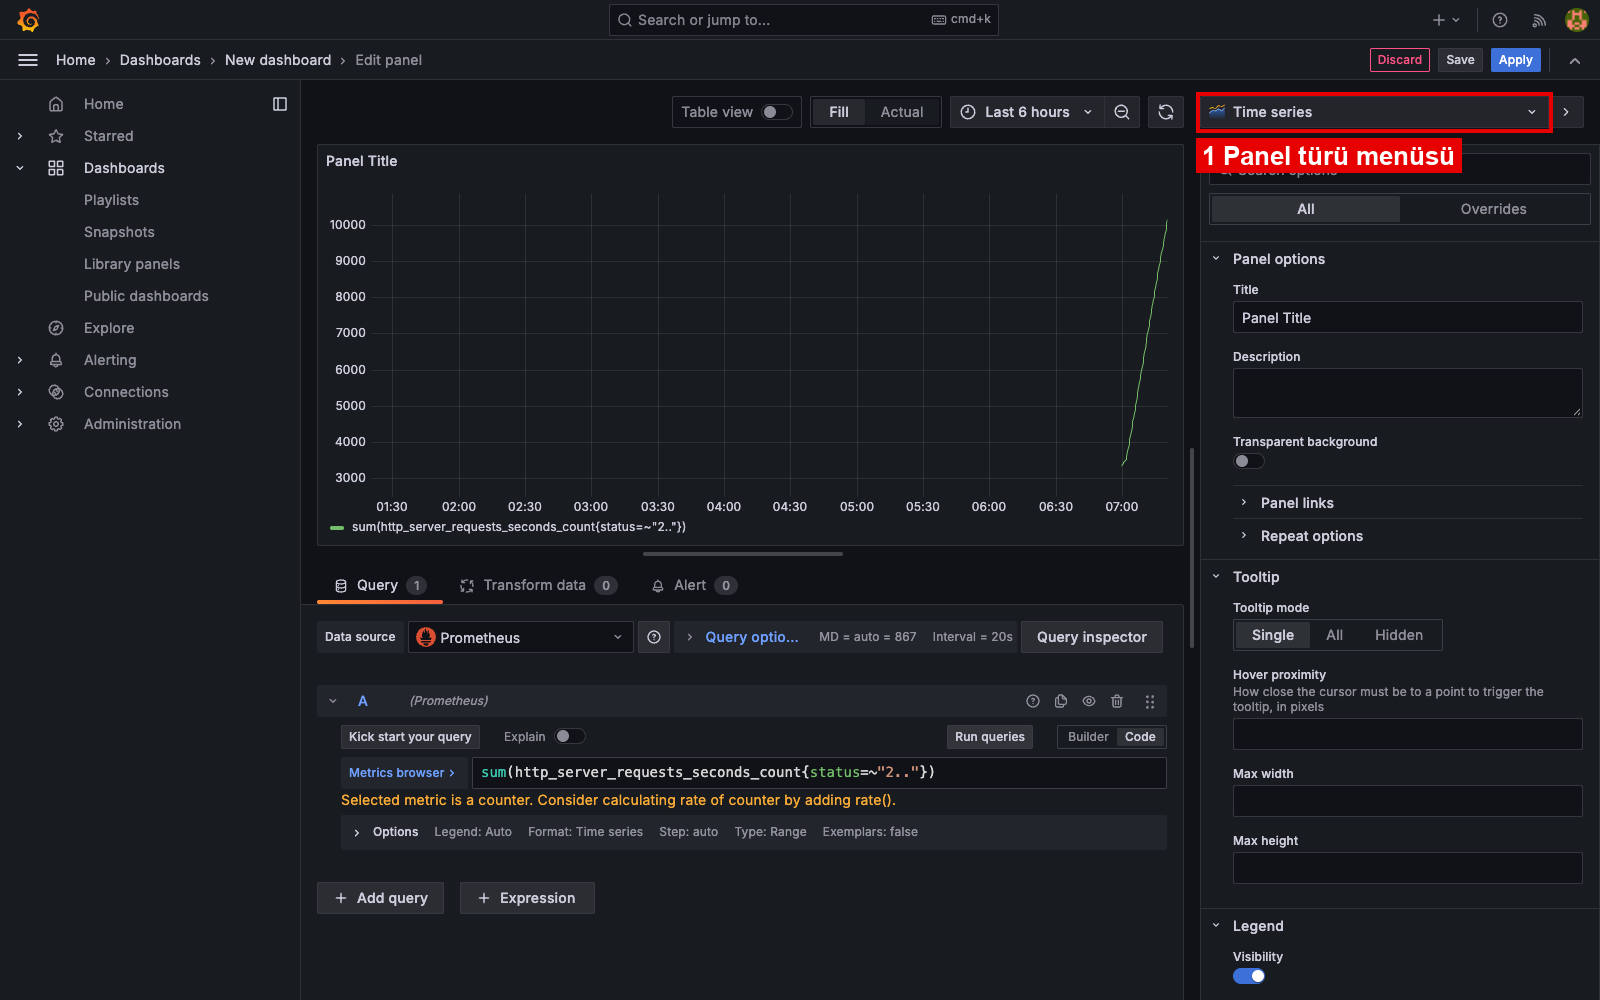 Search or jump to...
cmd+k
Home › Dashboards › New dashboard › Edit panel
Discard
Save
Apply
Home
Starred
Dashboards
Playlists
Snapshots
Library panels
Public dashboards
Explore
Alerting
Connections
Administration
Table view
Fill
Actual
Last 6 hours
Time series
1 Panel türü menüsü
Panel Title
10000
9000
8000
7000
6000
5000
4000
3000
01:30 02:00 02:30 03:00 03:30 04:00 04:30 05:00 05:30 06:00 06:30 07:00
sum(http_server_requests_seconds_count{status=~"2.."})
Query 1
Transform data 0
Alert 0
Data source
Prometheus
Query optio...
MD = auto = 867
Interval = 20s
Query inspector
A
(Prometheus)
Kick start your query
Explain
Run queries
Builder
Code
Metrics browser ›
sum(http_server_requests_seconds_count{status=~"2.."})
Selected metric is a counter. Consider calculating rate of counter by adding rate().
Options
Legend: Auto
Format: Time series
Step: auto
Type: Range
Exemplars: false
+ Add query
+ Expression
All
Overrides
Panel options
Title
Panel Title
Description
Transparent background
Panel links
Repeat options
Tooltip
Tooltip mode
Single
All
Hidden
Hover proximity
How close the cursor must be to a point to trigger the
tooltip, in pixels
Max width
Max height
Legend
Visibility